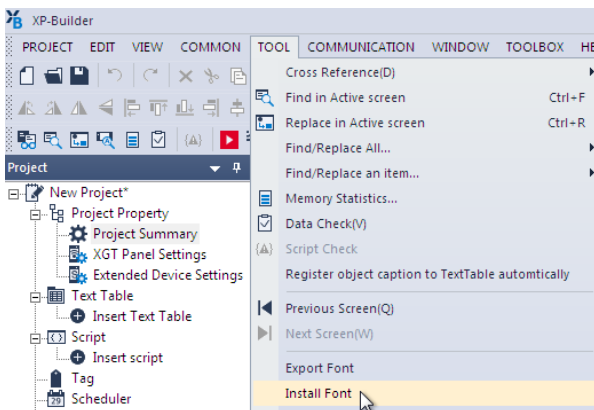 XP-Builder
PROJECT EDIT VIEW COMMON TOOL COMMUNICATION WINDOW TOOLBOX HE
Cross Reference(D)
Find in Active screen Ctrl+F
Replace in Active screen Ctrl+R
Find/Replace All...
Find/Replace an item...
Memory Statistics...
Data Check(V)
Script Check
Register object caption to TextTable automtically
Previous Screen(Q)
Next Screen(W)
Export Font
Install Font
Project
New Project*
Project Property
Project Summary
XGT Panel Settings
Extended Device Settings
Text Table
Insert Text Table
Script
Insert script
Tag
Scheduler